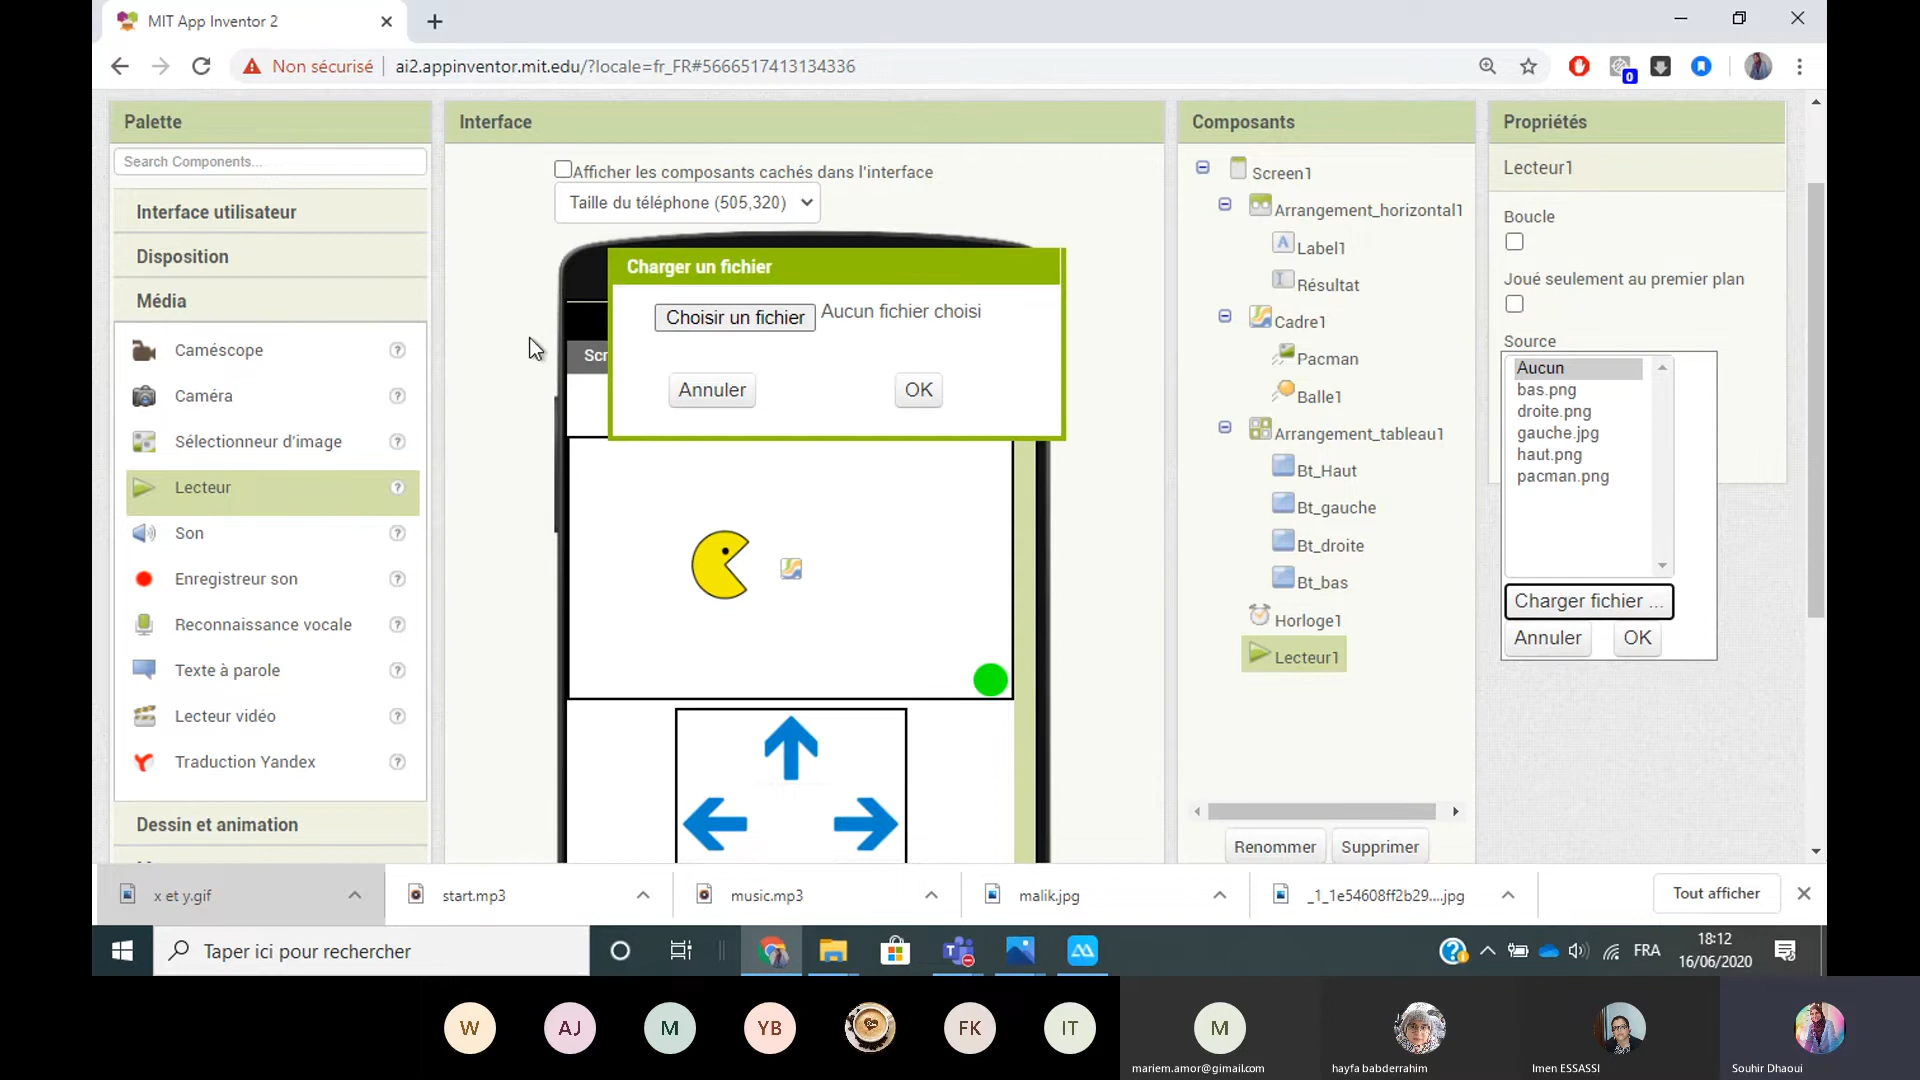 MIT App Inventor 2
Non sécurisé
ai2.appinventor.mit.edu/?locale=fr_FR#5666517413134336
0
Palette
Search Components...
Interface utilisateur
Disposition
Média
Caméscope
Caméra
Sélectionneur d'image
Lecteur
Son
Enregistreur son
Reconnaissance vocale
Texte à parole
Lecteur vidéo
Traduction Yandex
Dessin et animation
Interface
Afficher les composants cachés dans l'interface
Taille du téléphone (505,320)
Scr
Charger un fichier
Choisir un fichier
Aucun fichier choisi
Annuler
OK
Composants
Screen1
Arrangement_horizontal1
Label1
Résultat
Cadre1
Pacman
Balle1
Arrangement_tableau1
Bt_Haut
Bt_gauche
Bt_droite
Bt_bas
Horloge1
Lecteur1
Renommer
Supprimer
Propriétés
Lecteur1
Boucle
Joué seulement au premier plan
Source
Aucun
bas.png
droite.png
gauche.jpg
haut.png
pacman.png
Charger fichier ...
Annuler
OK
x et y.gif
start.mp3
music.mp3
malik.jpg
_1_1e54608ff2b29....jpg
Tout afficher
Taper ici pour rechercher
FRA
18:12
16/06/2020
W
AJ
M
YB
FK
IT
M
mariem.amor@gimail.com
hayfa babderrahim
Imen ESSASSI
Souhir Dhaoui